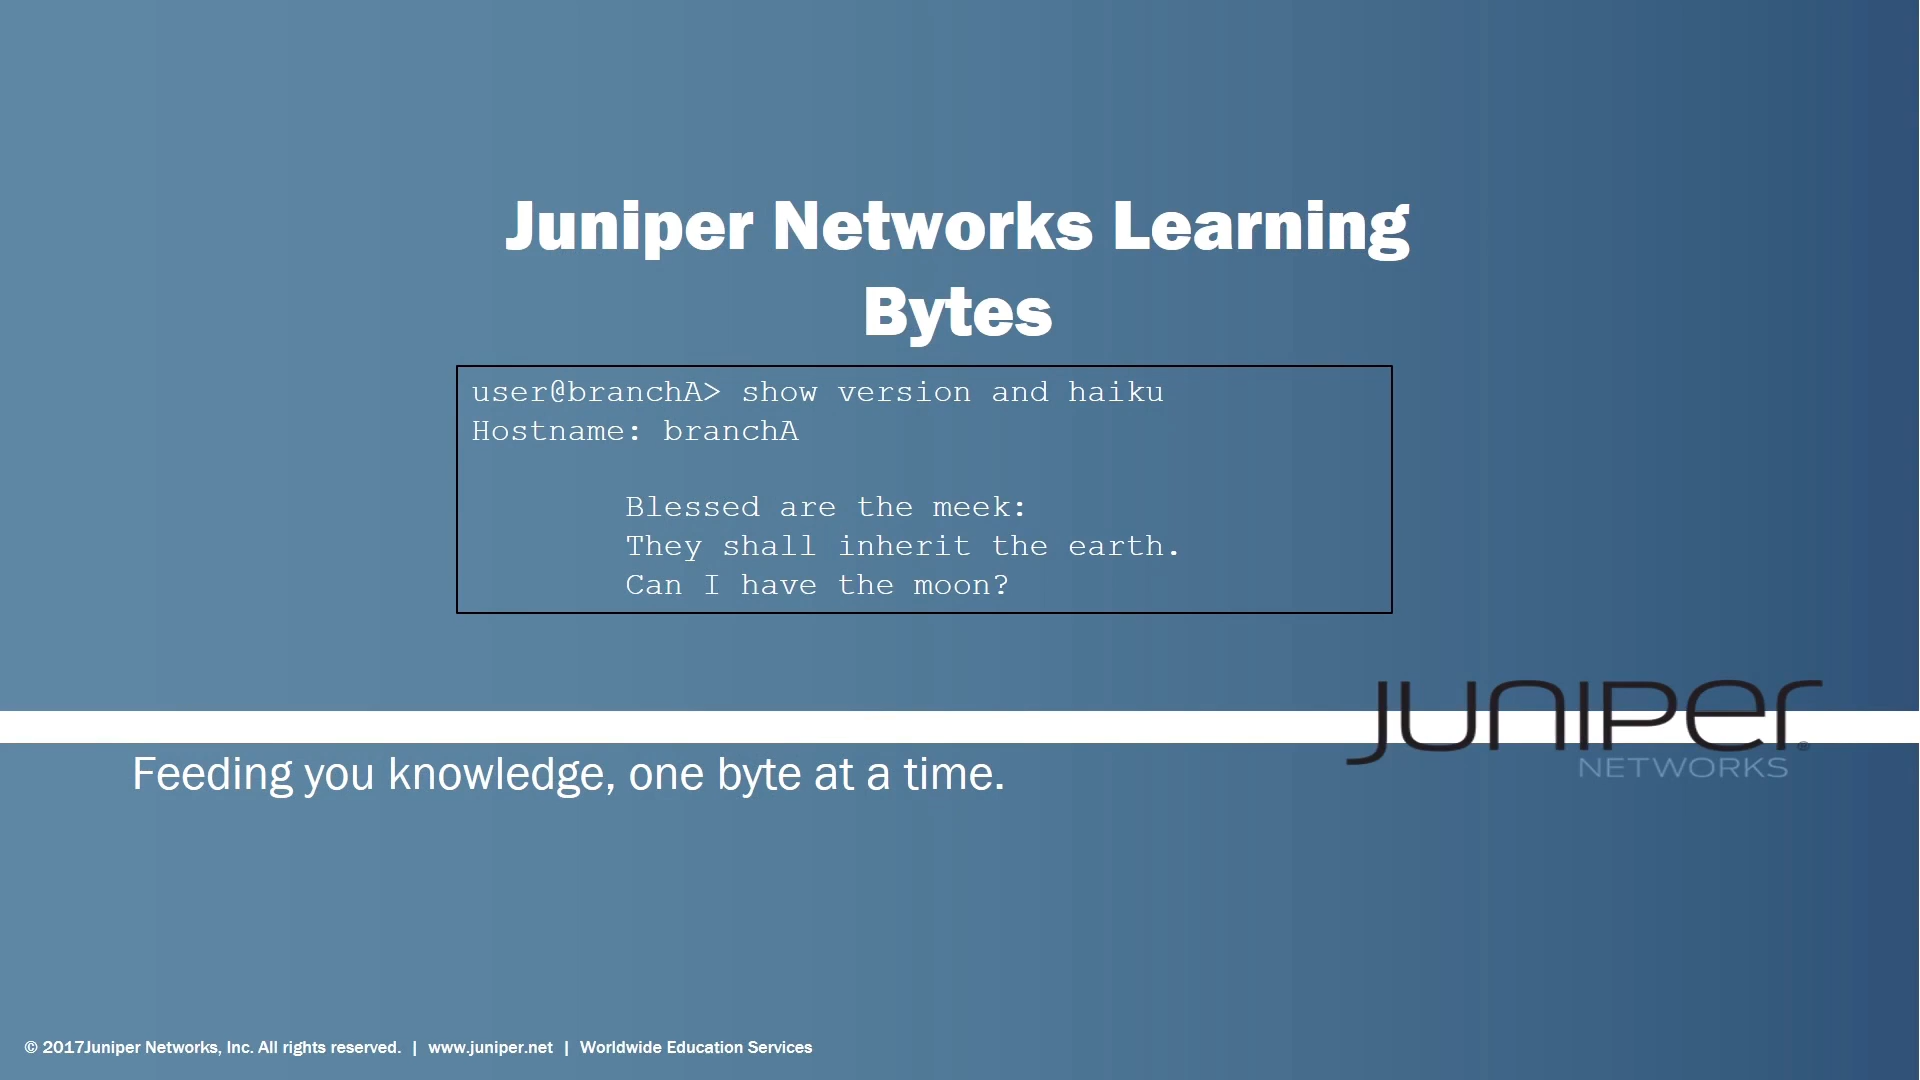 Juniper Networks Learning
Bytes
user@branchA> show version and haiku
Hostname: branchA
Blessed are the meek:
They shall inherit the earth.
Can I have the moon?
JUNIPer®
NETWORKS
Feeding you knowledge, one byte at a time.
© 2017Juniper Networks, Inc. All rights reserved. | www.juniper.net | Worldwide Education Services